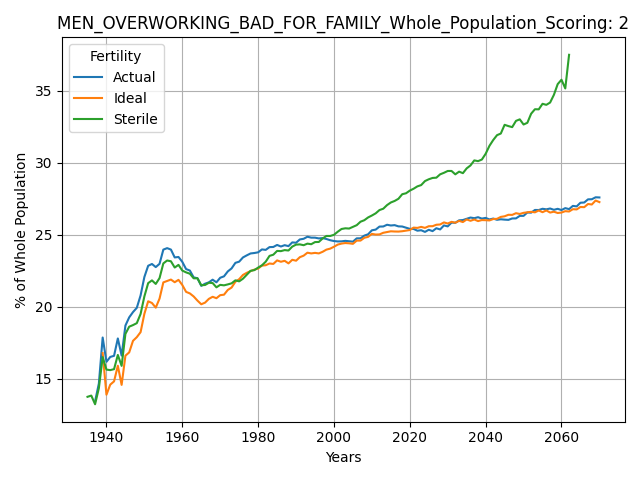 MEN_OVERWORKING_BAD_FOR_FAMILY_Whole_Population_Scoring: 2
Fertility
Actual
Ideal
Sterile
% of Whole Population
35
30
25
20
15
1940
1960
1980
2000
2020
2040
2060
Years